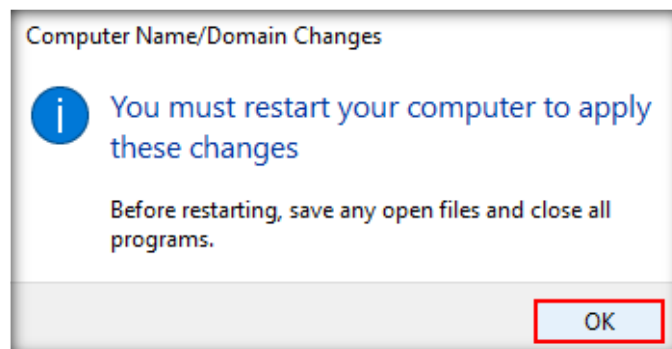 Computer Name/Domain Changes
You must restart your computer to apply
these changes
Before restarting, save any open files and close all
programs.
OK